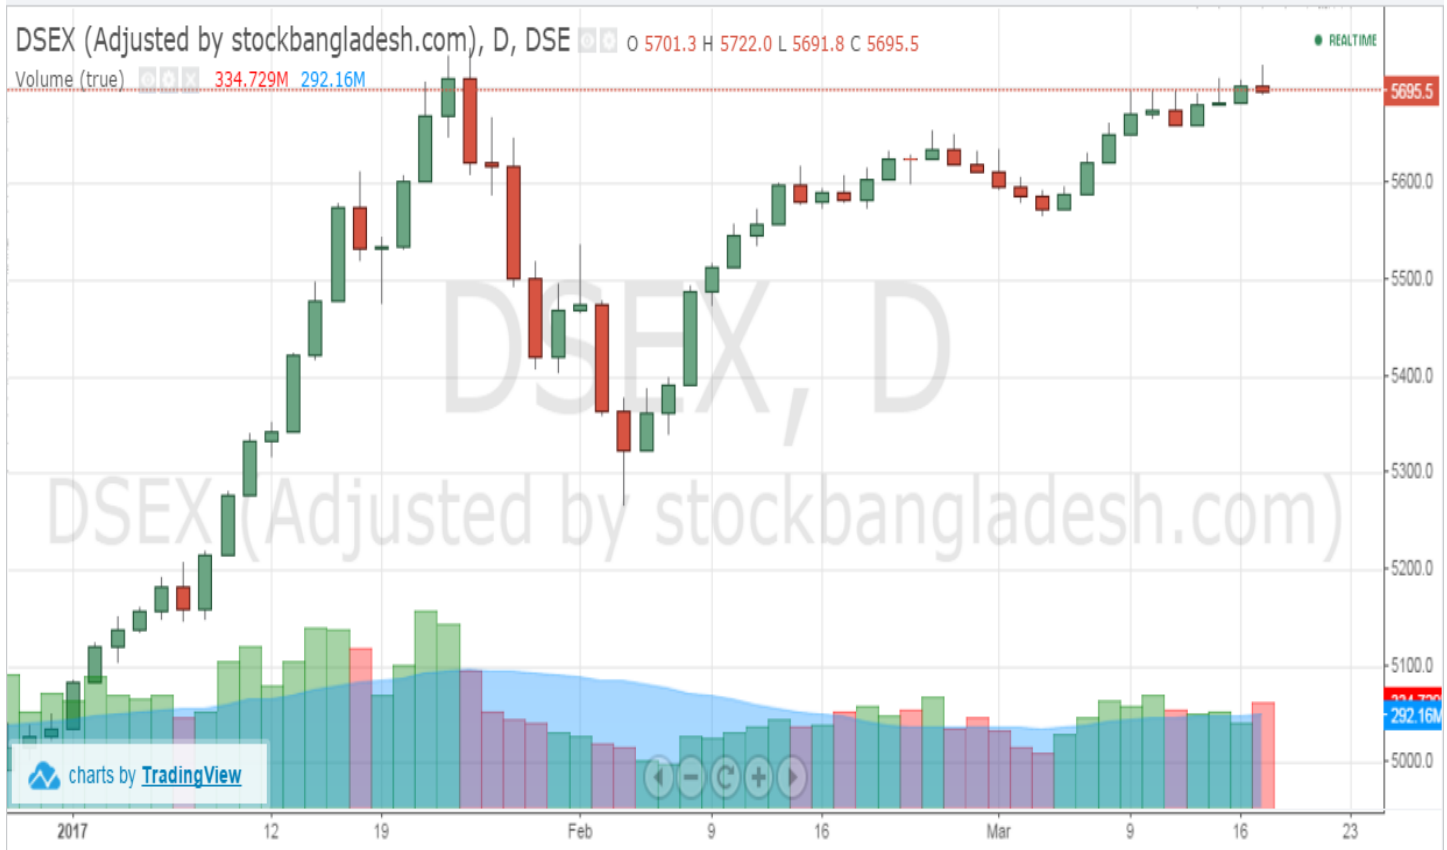 DSEX (Adjusted by stockbangladesh.com), D, DSE O 5701.3 H 5722.0 L 5691.8 C 5695.5
REALTIME
Volume (true) 334.729M 292.16M
5695.5
5600.0
5500.0
DSEX, D
5400.0
5300.0
DSEX (Adjusted by stockbangladesh.com)
5200.0
5100.0
292.16M
5000.0
charts by TradingView
2017 12 19 Feb 9 16 Mar 9 16 23